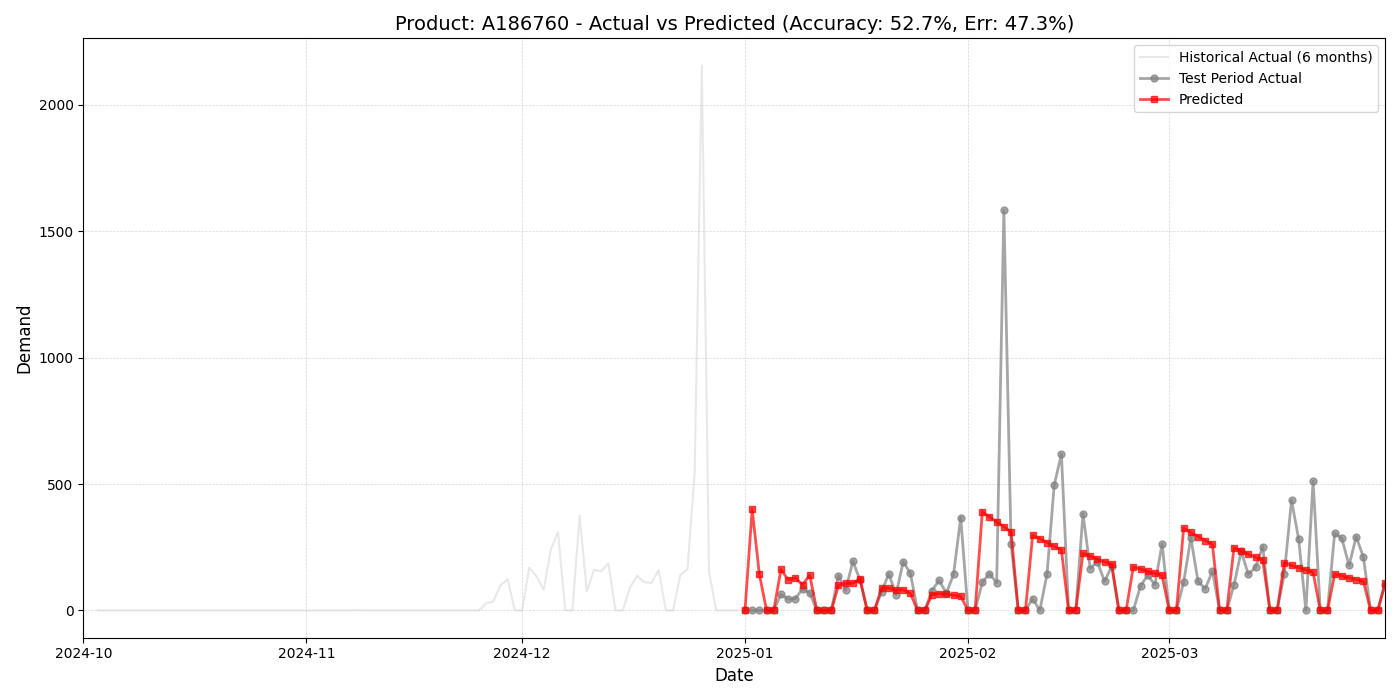 Product: A186760 - Actual vs Predicted (Accuracy: 52.7%, Err: 47.3%)
Historical Actual (6 months)
Test Period Actual
Predicted
2000
1500
1000
500
0
Demand
2024-10
2024-11
2024-12
2025-01
2025-02
2025-03
Date